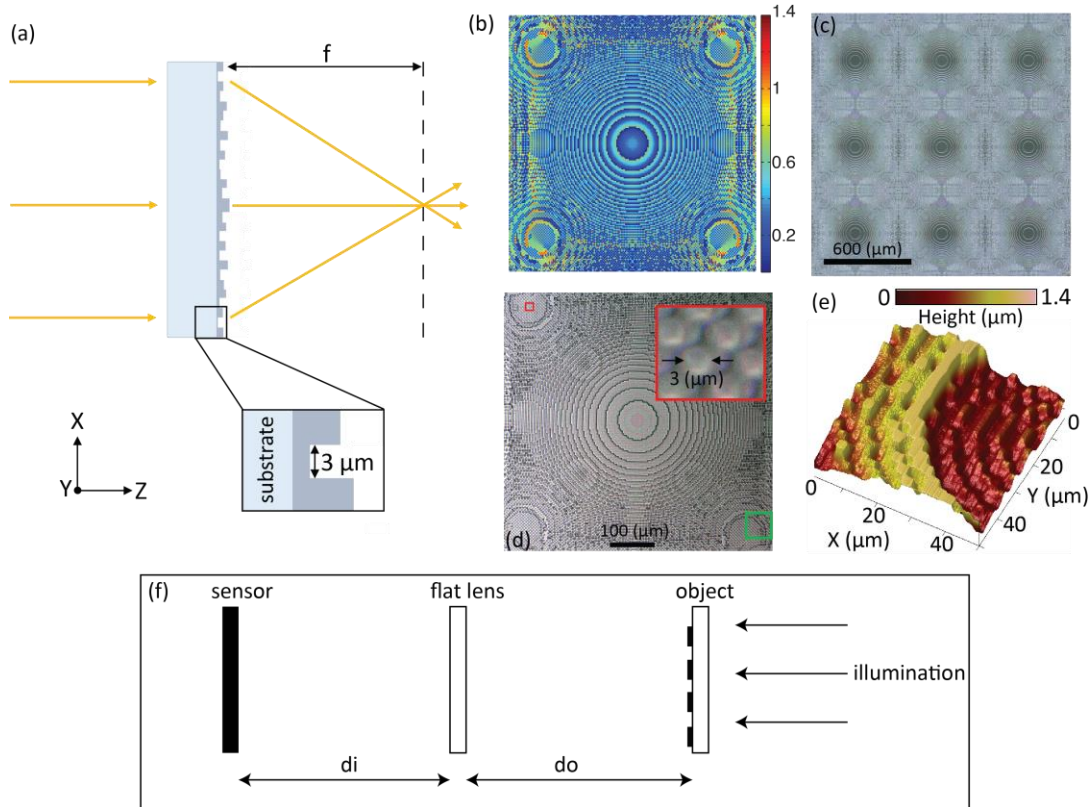 (a)
f
X
Y
Z
substrate
3 μm
(b)
1.4
1
0.6
0.2
(c)
600 (μm)
(d)
3 (μm)
100 (μm)
(e)
0
1.4
Height (μm)
0
20
40
X (μm)
0
20
40
Y (μm)
(f)
sensor
flat lens
object
illumination
di
do